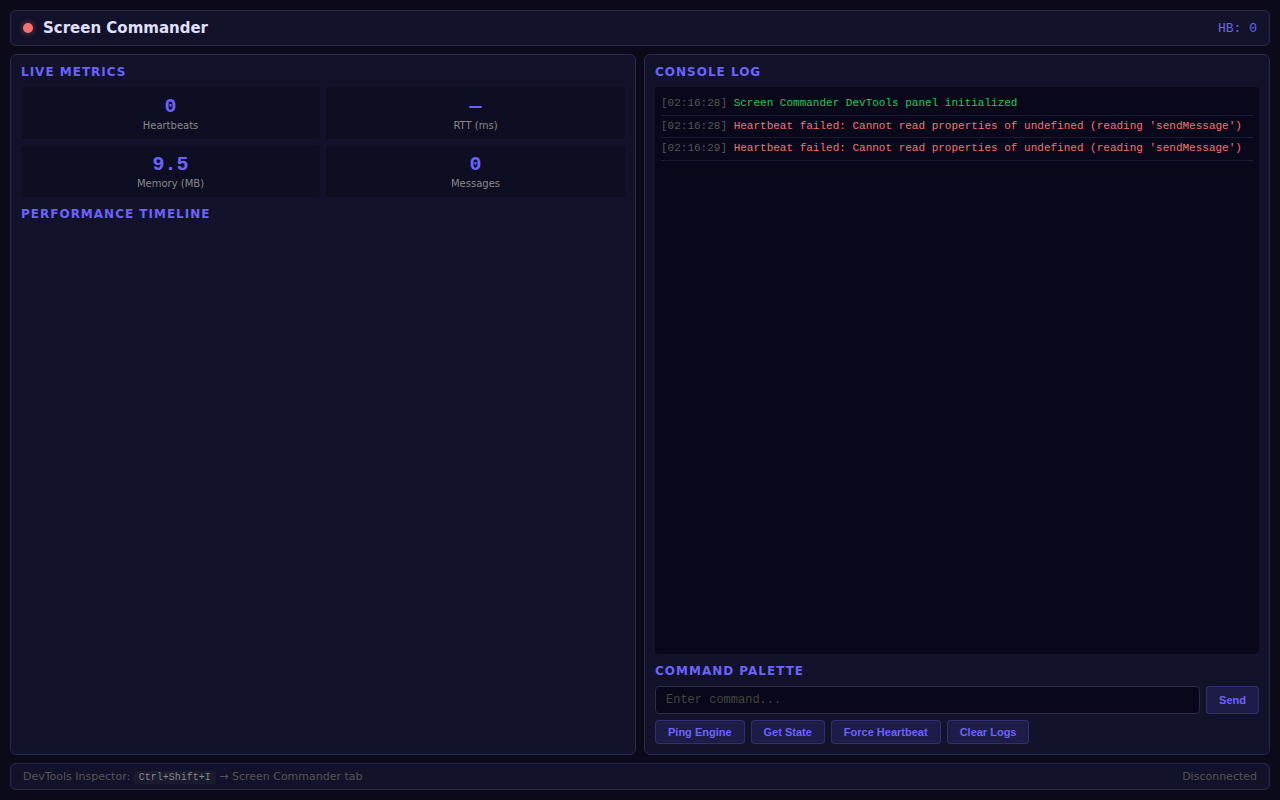 Screen Commander
HB: 0
LIVE METRICS
0
Heartbeats
—
RTT (ms)
9.5
Memory (MB)
0
Messages
PERFORMANCE TIMELINE
CONSOLE LOG
[02:16:28] Screen Commander DevTools panel initialized
[02:16:28] Heartbeat failed: Cannot read properties of undefined (reading 'sendMessage')
[02:16:29] Heartbeat failed: Cannot read properties of undefined (reading 'sendMessage')
COMMAND PALETTE
Enter command...
Send
Ping Engine
Get State
Force Heartbeat
Clear Logs
DevTools Inspector: Ctrl+Shift+I → Screen Commander tab
Disconnected